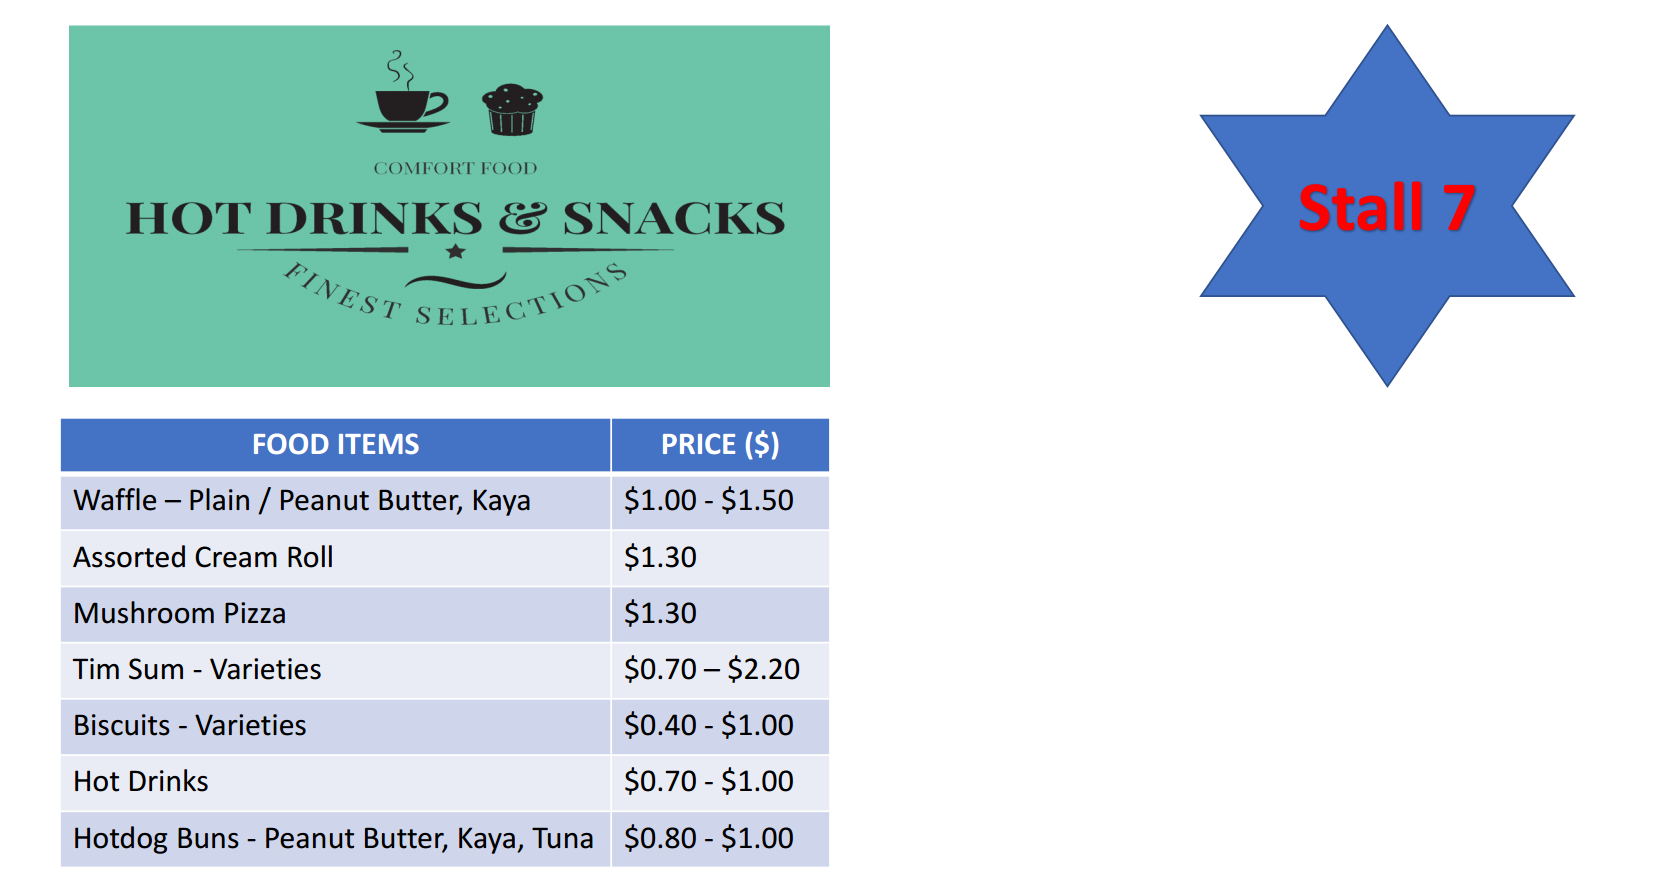 COMFORT FOOD
HOT DRINKS & SNACKS
FINEST SELECTIONS
Stall 7
FOOD ITEMS PRICE ($)
Waffle – Plain / Peanut Butter, Kaya $1.00 - $1.50
Assorted Cream Roll $1.30
Mushroom Pizza $1.30
Tim Sum - Varieties $0.70 – $2.20
Biscuits - Varieties $0.40 - $1.00
Hot Drinks $0.70 - $1.00
Hotdog Buns - Peanut Butter, Kaya, Tuna $0.80 - $1.00